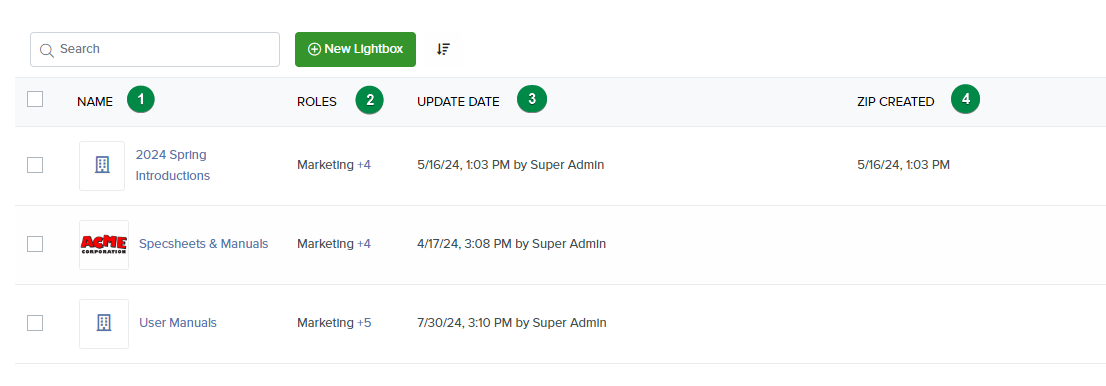 Search
New Lightbox
NAME 1 ROLES 2 UPDATE DATE 3 ZIP CREATED 4
2024 Spring
Introductions
Marketing +4 5/16/24, 1:03 PM by Super Admin 5/16/24, 1:03 PM
ACME
CORPORATION
Specsheets & Manuals Marketing +4 4/17/24, 3:08 PM by Super Admin
User Manuals Marketing +5 7/30/24, 3:10 PM by Super Admin